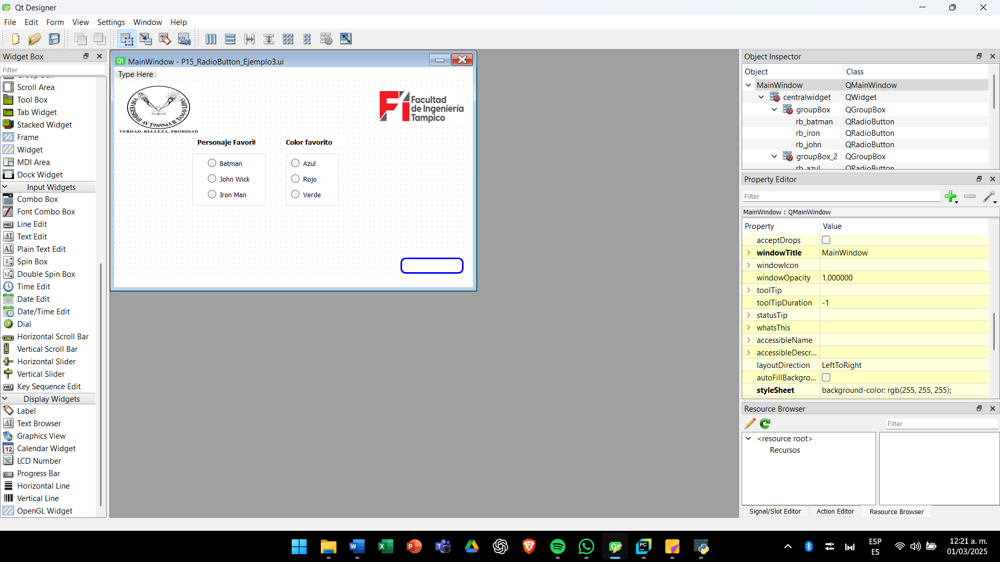 Qt Designer
File Edit Form View Settings Window Help
Widget Box
Filter
Scroll Area
Tool Box
Tab Widget
Stacked Widget
Frame
Widget
MDI Area
Dock Widget
Input Widgets
Combo Box
Font Combo Box
Line Edit
Text Edit
Plain Text Edit
Spin Box
Double Spin Box
Time Edit
Date Edit
Date/Time Edit
Dial
Horizontal Scroll Bar
Vertical Scroll Bar
Horizontal Slider
Vertical Slider
Key Sequence Edit
Display Widgets
Label
Text Browser
Graphics View
Calendar Widget
LCD Number
Progress Bar
Horizontal Line
Vertical Line
OpenGL Widget
MainWindow - P15_RadioButton_Ejemplo3.ui
Type Here
VERDAD, BELLEZA, PROBIDAD
Fi Facultad
de Ingeniería
Tampico
Personaje Favorit
Batman
John Wick
Iron Man
Color favorito
Azul
Rojo
Verde
Object Inspector
Object Class
MainWindow QMainWindow
centralwidget QWidget
groupBox QGroupBox
rb_batman QRadioButton
rb_iron QRadioButton
rb_john QRadioButton
groupBox_2 QGroupBox
rb_azul QRadioButton
Property Editor
Filter
MainWindow : QMainWindow
Property Value
acceptDrops
windowTitle MainWindow
windowIcon
windowOpacity 1.000000
toolTip
toolTipDuration -1
statusTip
whatsThis
accessibleName
accessibleDescr...
layoutDirection LeftToRight
autoFillBackgro...
styleSheet background-color: rgb(255, 255, 255);
Resource Browser
Filter
<resource root>
Recursos
Signal/Slot Editor Action Editor Resource Browser
ESP
ES
12:21 a. m.
01/03/2025